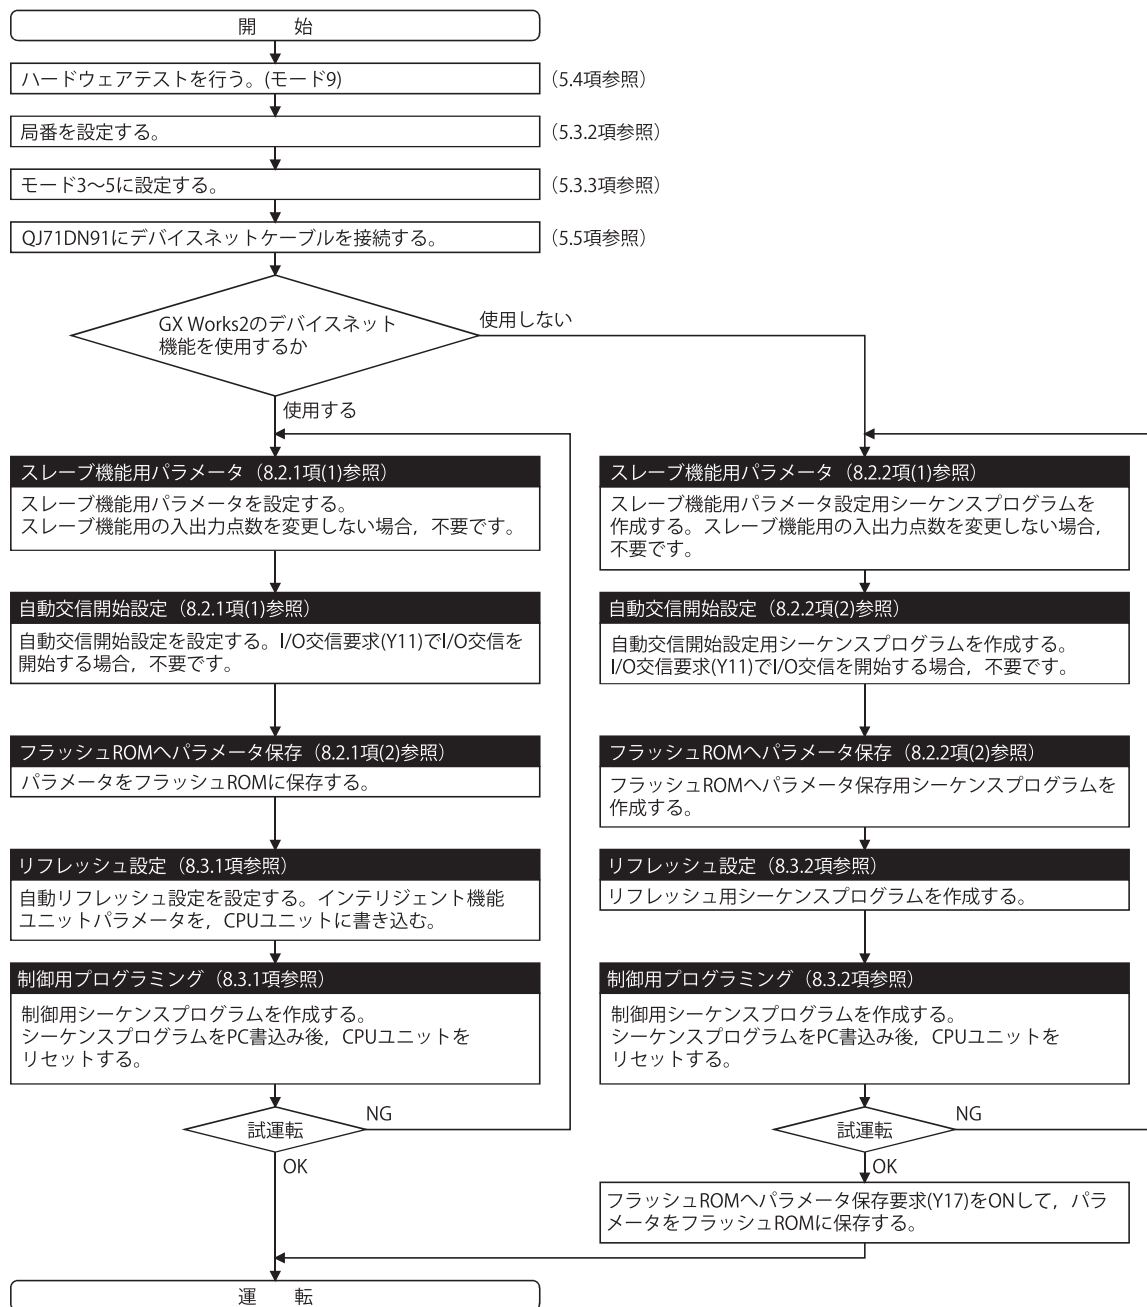 開　始
ハードウェアテストを行う。(モード9)
（5.4項参照）
局番を設定する。
（5.3.2項参照）
モード3～5に設定する。
（5.3.3項参照）
QJ71DN91にデバイスネットケーブルを接続する。
（5.5項参照）
GX Works2のデバイスネット
機能を使用するか
使用しない
使用する
スレーブ機能用パラメータ（8.2.1項(1)参照）
スレーブ機能用パラメータを設定する。
スレーブ機能用の入出力点数を変更しない場合，不要です。
自動交信開始設定（8.2.1項(1)参照）
自動交信開始設定を設定する。I/O交信要求(Y11)でI/O交信を
開始する場合，不要です。
フラッシュROMへパラメータ保存（8.2.1項(2)参照）
パラメータをフラッシュROMに保存する。
リフレッシュ設定（8.3.1項参照）
自動リフレッシュ設定を設定する。インテリジェント機能
ユニットパラメータを，CPUユニットに書き込む。
制御用プログラミング（8.3.1項参照）
制御用シーケンスプログラムを作成する。
シーケンスプログラムをPC書込み後，CPUユニットを
リセットする。
試運転
NG
OK
スレーブ機能用パラメータ（8.2.2項(1)参照）
スレーブ機能用パラメータ設定用シーケンスプログラムを
作成する。スレーブ機能用の入出力点数を変更しない場合，
不要です。
自動交信開始設定（8.2.2項(2)参照）
自動交信開始設定用シーケンスプログラムを作成する。
I/O交信要求(Y11)でI/O交信を開始する場合，不要です。
フラッシュROMへパラメータ保存（8.2.2項(2)参照）
フラッシュROMへパラメータ保存用シーケンスプログラムを
作成する。
リフレッシュ設定（8.3.2項参照）
リフレッシュ用シーケンスプログラムを作成する。
制御用プログラミング（8.3.2項参照）
制御用シーケンスプログラムを作成する。
シーケンスプログラムをPC書込み後，CPUユニットを
リセットする。
試運転
NG
OK
フラッシュROMへパラメータ保存要求(Y17)をONして，パラ
メータをフラッシュROMに保存する。
運　転